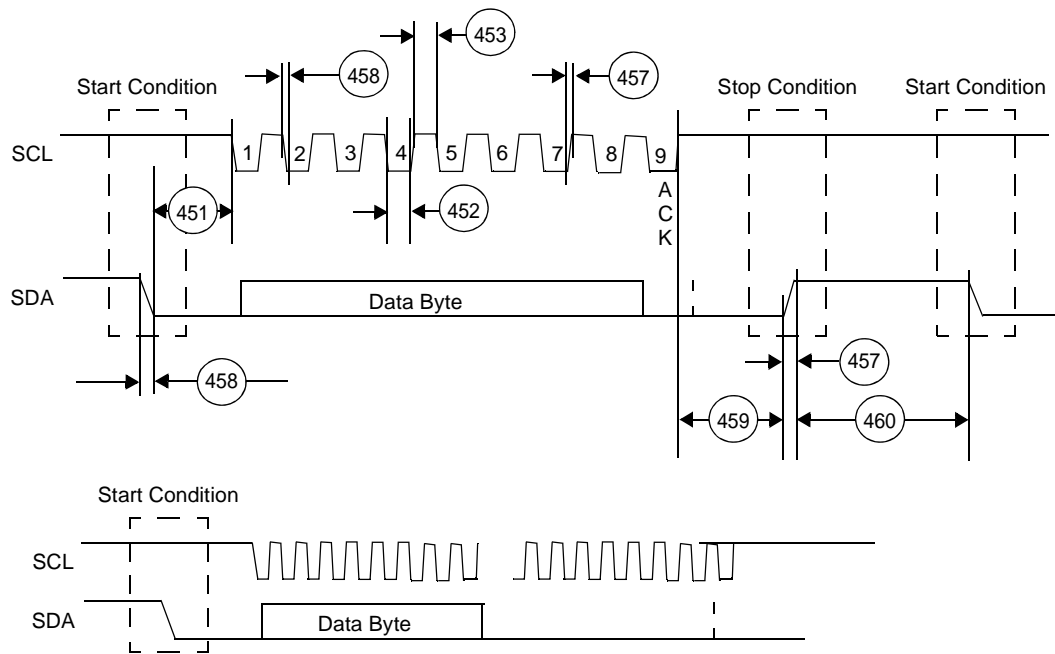 453
458
457
Start Condition
Stop Condition
Start Condition
SCL
1 2 3 4 5 6 7 8 9
A
C
K
451
452
SDA
Data Byte
458
457
459
460
Start Condition
SCL
SDA
Data Byte